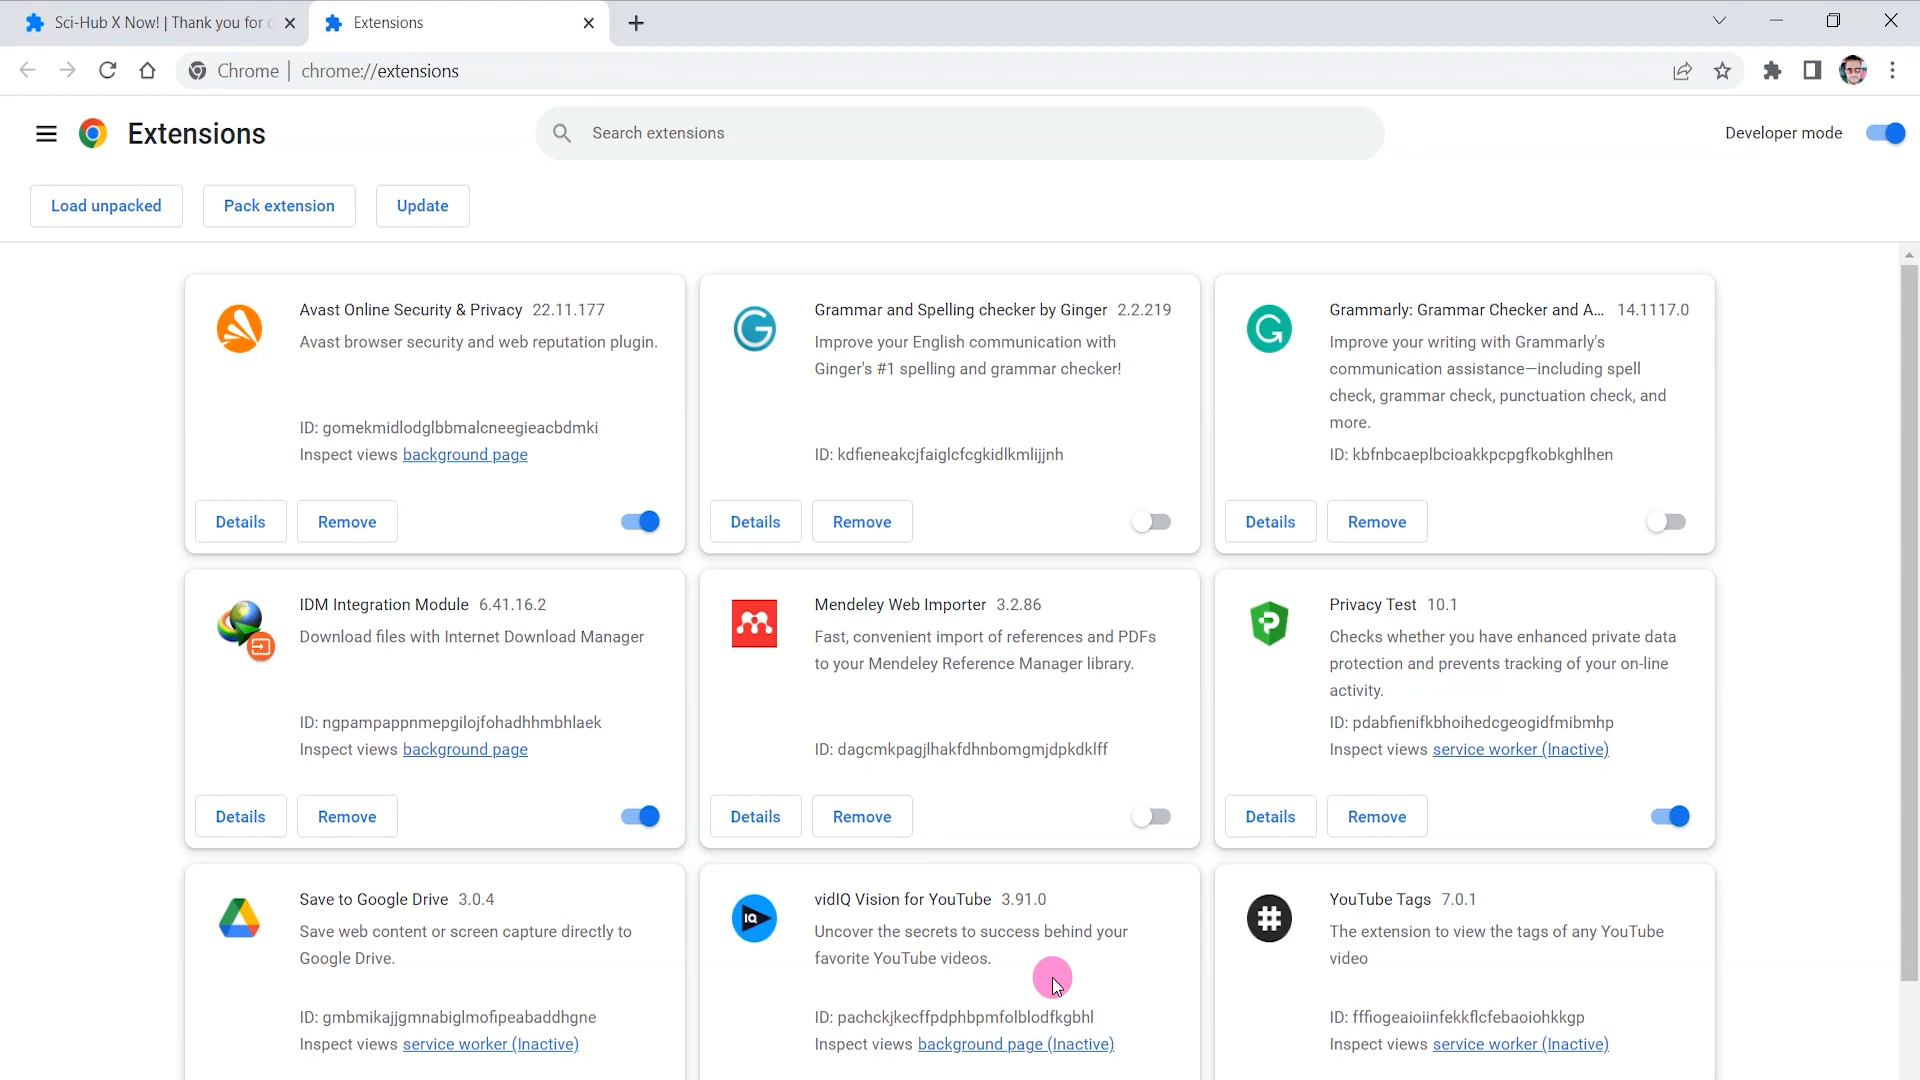 Sci-Hub X Now! | Thank you for
Extensions
Chrome | chrome://extensions
Extensions
Search extensions
Developer mode
Load unpacked
Pack extension
Update
Avast Online Security & Privacy 22.11.177
Avast browser security and web reputation plugin.
ID: gomekmidlodglbbmalcneegieacbdmki
Inspect views background page
Details
Remove
Grammar and Spelling checker by Ginger 2.2.219
Improve your English communication with
Ginger's #1 spelling and grammar checker!
ID: kdfieneakcjfaiglcfcgkidlkmlijjnh
Details
Remove
Grammarly: Grammar Checker and A... 14.1117.0
Improve your writing with Grammarly's
communication assistance—including spell
check, grammar check, punctuation check, and
more.
ID: kbfnbcaeplbcioakkpcpgfkobkghlhen
Details
Remove
IDM Integration Module 6.41.16.2
Download files with Internet Download Manager
ID: ngpampappnmepgilojfohadhhmbhlaek
Inspect views background page
Details
Remove
Mendeley Web Importer 3.2.86
Fast, convenient import of references and PDFs
to your Mendeley Reference Manager library.
ID: dagcmkpagjlhakfdhnbomgmjdpkdklff
Details
Remove
Privacy Test 10.1
Checks whether you have enhanced private data
protection and prevents tracking of your on-line
activity.
ID: pdabfienifkbhoihedcgeogidfmibmhp
Inspect views service worker (Inactive)
Details
Remove
Save to Google Drive 3.0.4
Save web content or screen capture directly to
Google Drive.
ID: gmbmikajjgmnabiglmofipeabaddhgne
Inspect views service worker (Inactive)
IQ
vidIQ Vision for YouTube 3.91.0
Uncover the secrets to success behind your
favorite YouTube videos.
ID: pachckjkecffpdphbpmfolblodfkgbhl
Inspect views background page (Inactive)
#
YouTube Tags 7.0.1
The extension to view the tags of any YouTube
video
ID: fffiogeaioiinfekkflcfebaoiohkkgp
Inspect views service worker (Inactive)